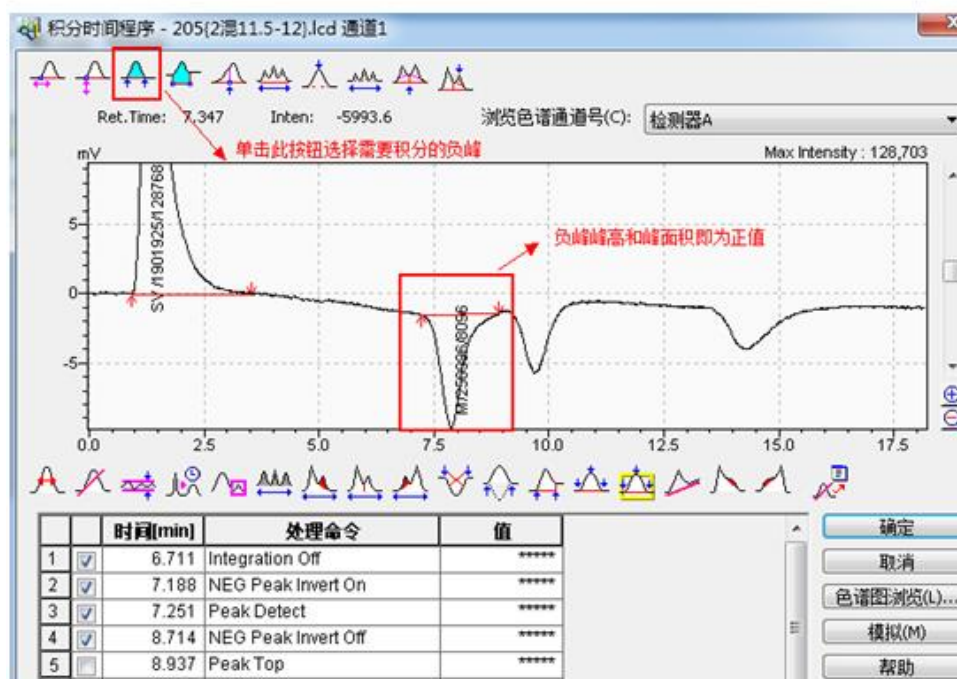 积分时间程序 - 205{2混11.5-12}.lcd 通道1
Ret.Time: 7.347 Inten: -5993.6 浏览色谱通道号(C): 检测器A
单击此按钮选择需要积分的负峰
mV
Max Intensity : 128,703
负峰峰高和峰面积即为正值
5
0
-5
SV /1901925/128768
0.0 2.5 5.0 7.5 10.0 12.5 15.0 17.5
时间[min] 处理命令 值
1 6.711 Integration Off *****
2 7.188 NEG Peak Invert On *****
3 7.251 Peak Detect *****
4 8.714 NEG Peak Invert Off *****
5 8.937 Peak Top *****
确定
取消
色谱图浏览(L)...
模拟(M)
帮助